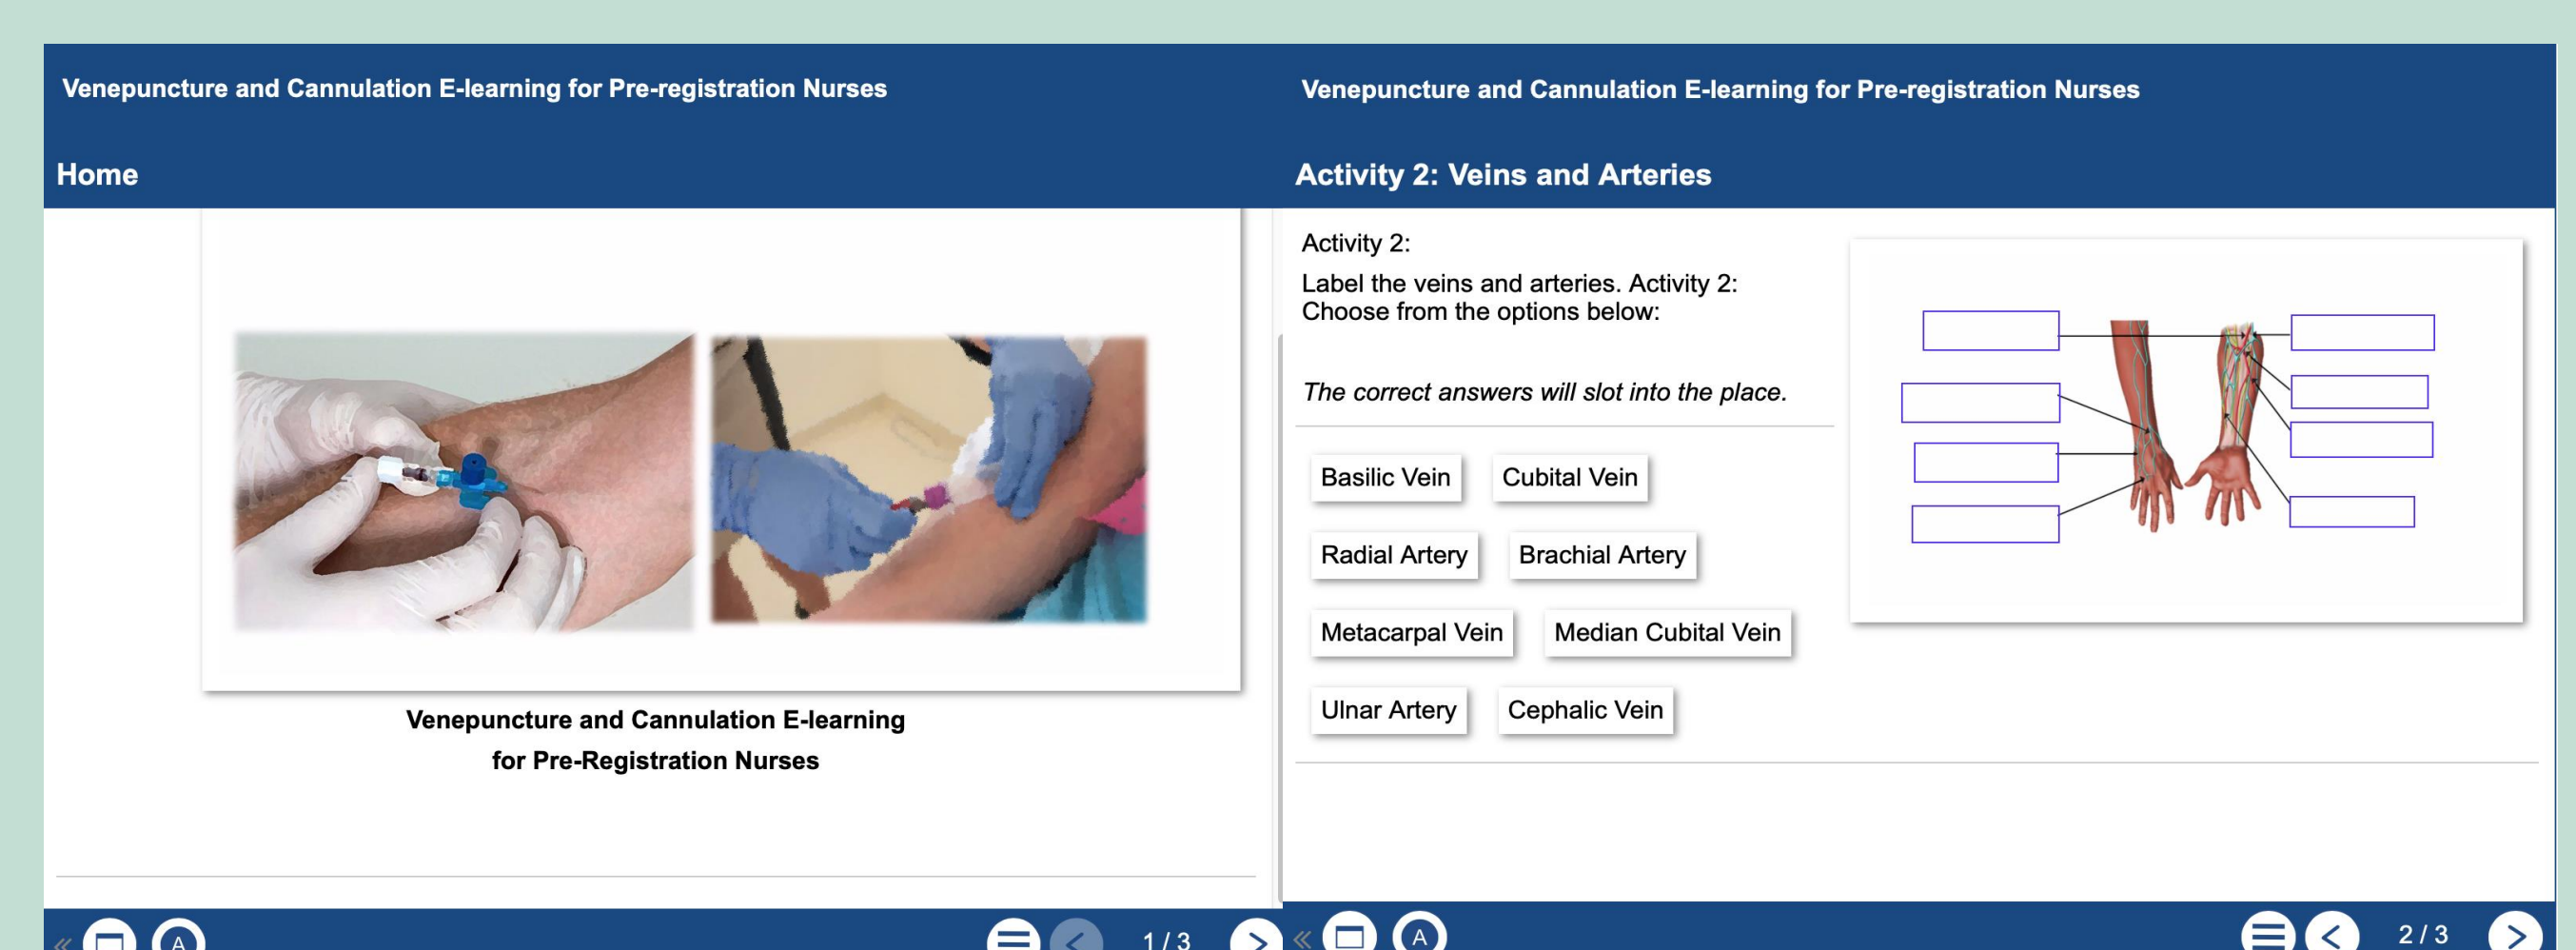 Venepuncture and Cannulation E-learning for Pre-registration Nurses
Home
Venepuncture and Cannulation E-learning
for Pre-Registration Nurses
A
1 / 3
Venepuncture and Cannulation E-learning for Pre-registration Nurses
Activity 2: Veins and Arteries
Activity 2:
Label the veins and arteries. Activity 2:
Choose from the options below:
The correct answers will slot into the place.
Basilic Vein
Cubital Vein
Radial Artery
Brachial Artery
Metacarpal Vein
Median Cubital Vein
Ulnar Artery
Cephalic Vein
A
2 / 3